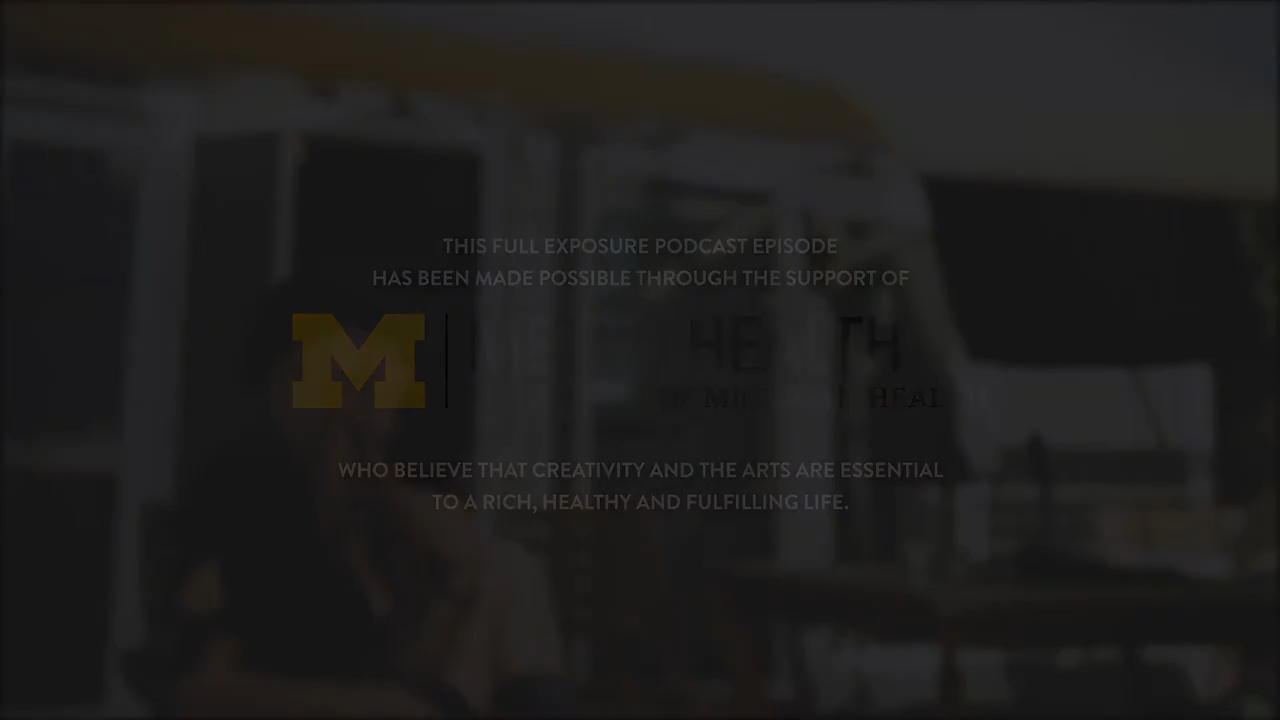 THIS FULL EXPOSURE PODCAST EPISODE
HAS BEEN MADE POSSIBLE THROUGH THE SUPPORT OF
M HEALTH
WHO BELIEVE THAT CREATIVITY AND THE ARTS ARE ESSENTIAL
TO A RICH, HEALTHY AND FULFILLING LIFE.